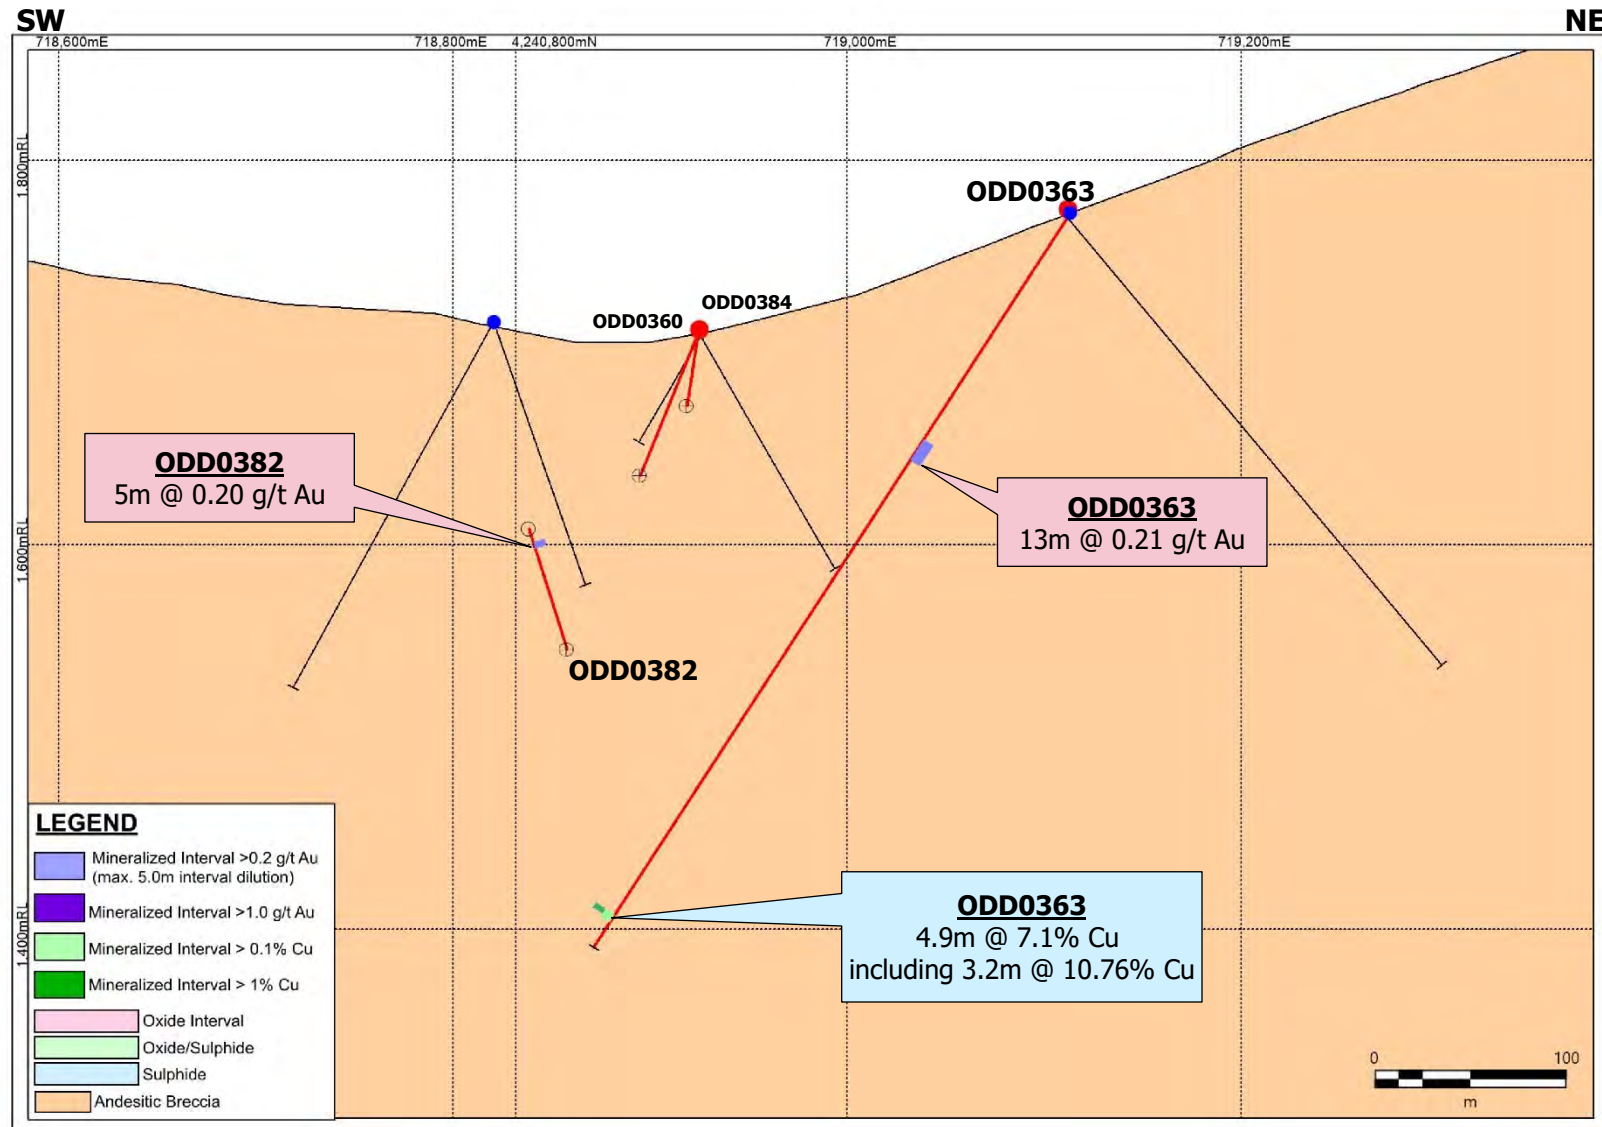 SW
NE
718,600mE
718,800mE
4,240,800mN
719,000mE
719,200mE
1.800mRL
1.600mRL
1.400mRL
ODD0363
ODD0384
ODD0360
ODD0382
5m @ 0.20 g/t Au
ODD0363
13m @ 0.21 g/t Au
ODD0382
ODD0363
4.9m @ 7.1% Cu
including 3.2m @ 10.76% Cu
LEGEND
Mineralized Interval >0.2 g/t Au
(max. 5.0m interval dilution)
Mineralized Interval >1.0 g/t Au
Mineralized Interval > 0.1% Cu
Mineralized Interval > 1% Cu
Oxide Interval
Oxide/Sulphide
Sulphide
Andesitic Breccia
0
100
m